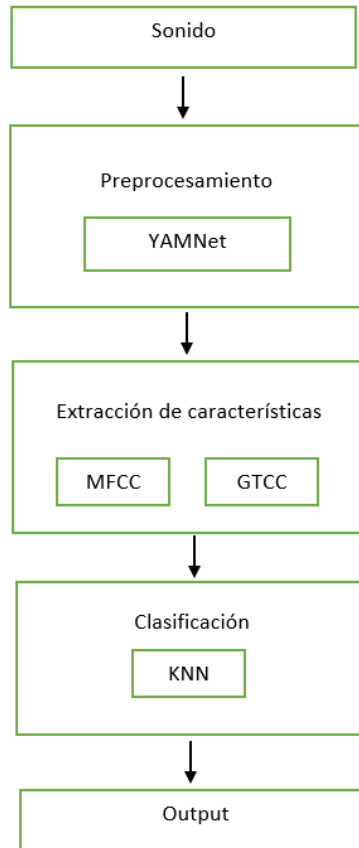 Sonido
Preprocesamiento
YAMNet
Extracción de características
MFCC
GTCC
Clasificación
KNN
Output